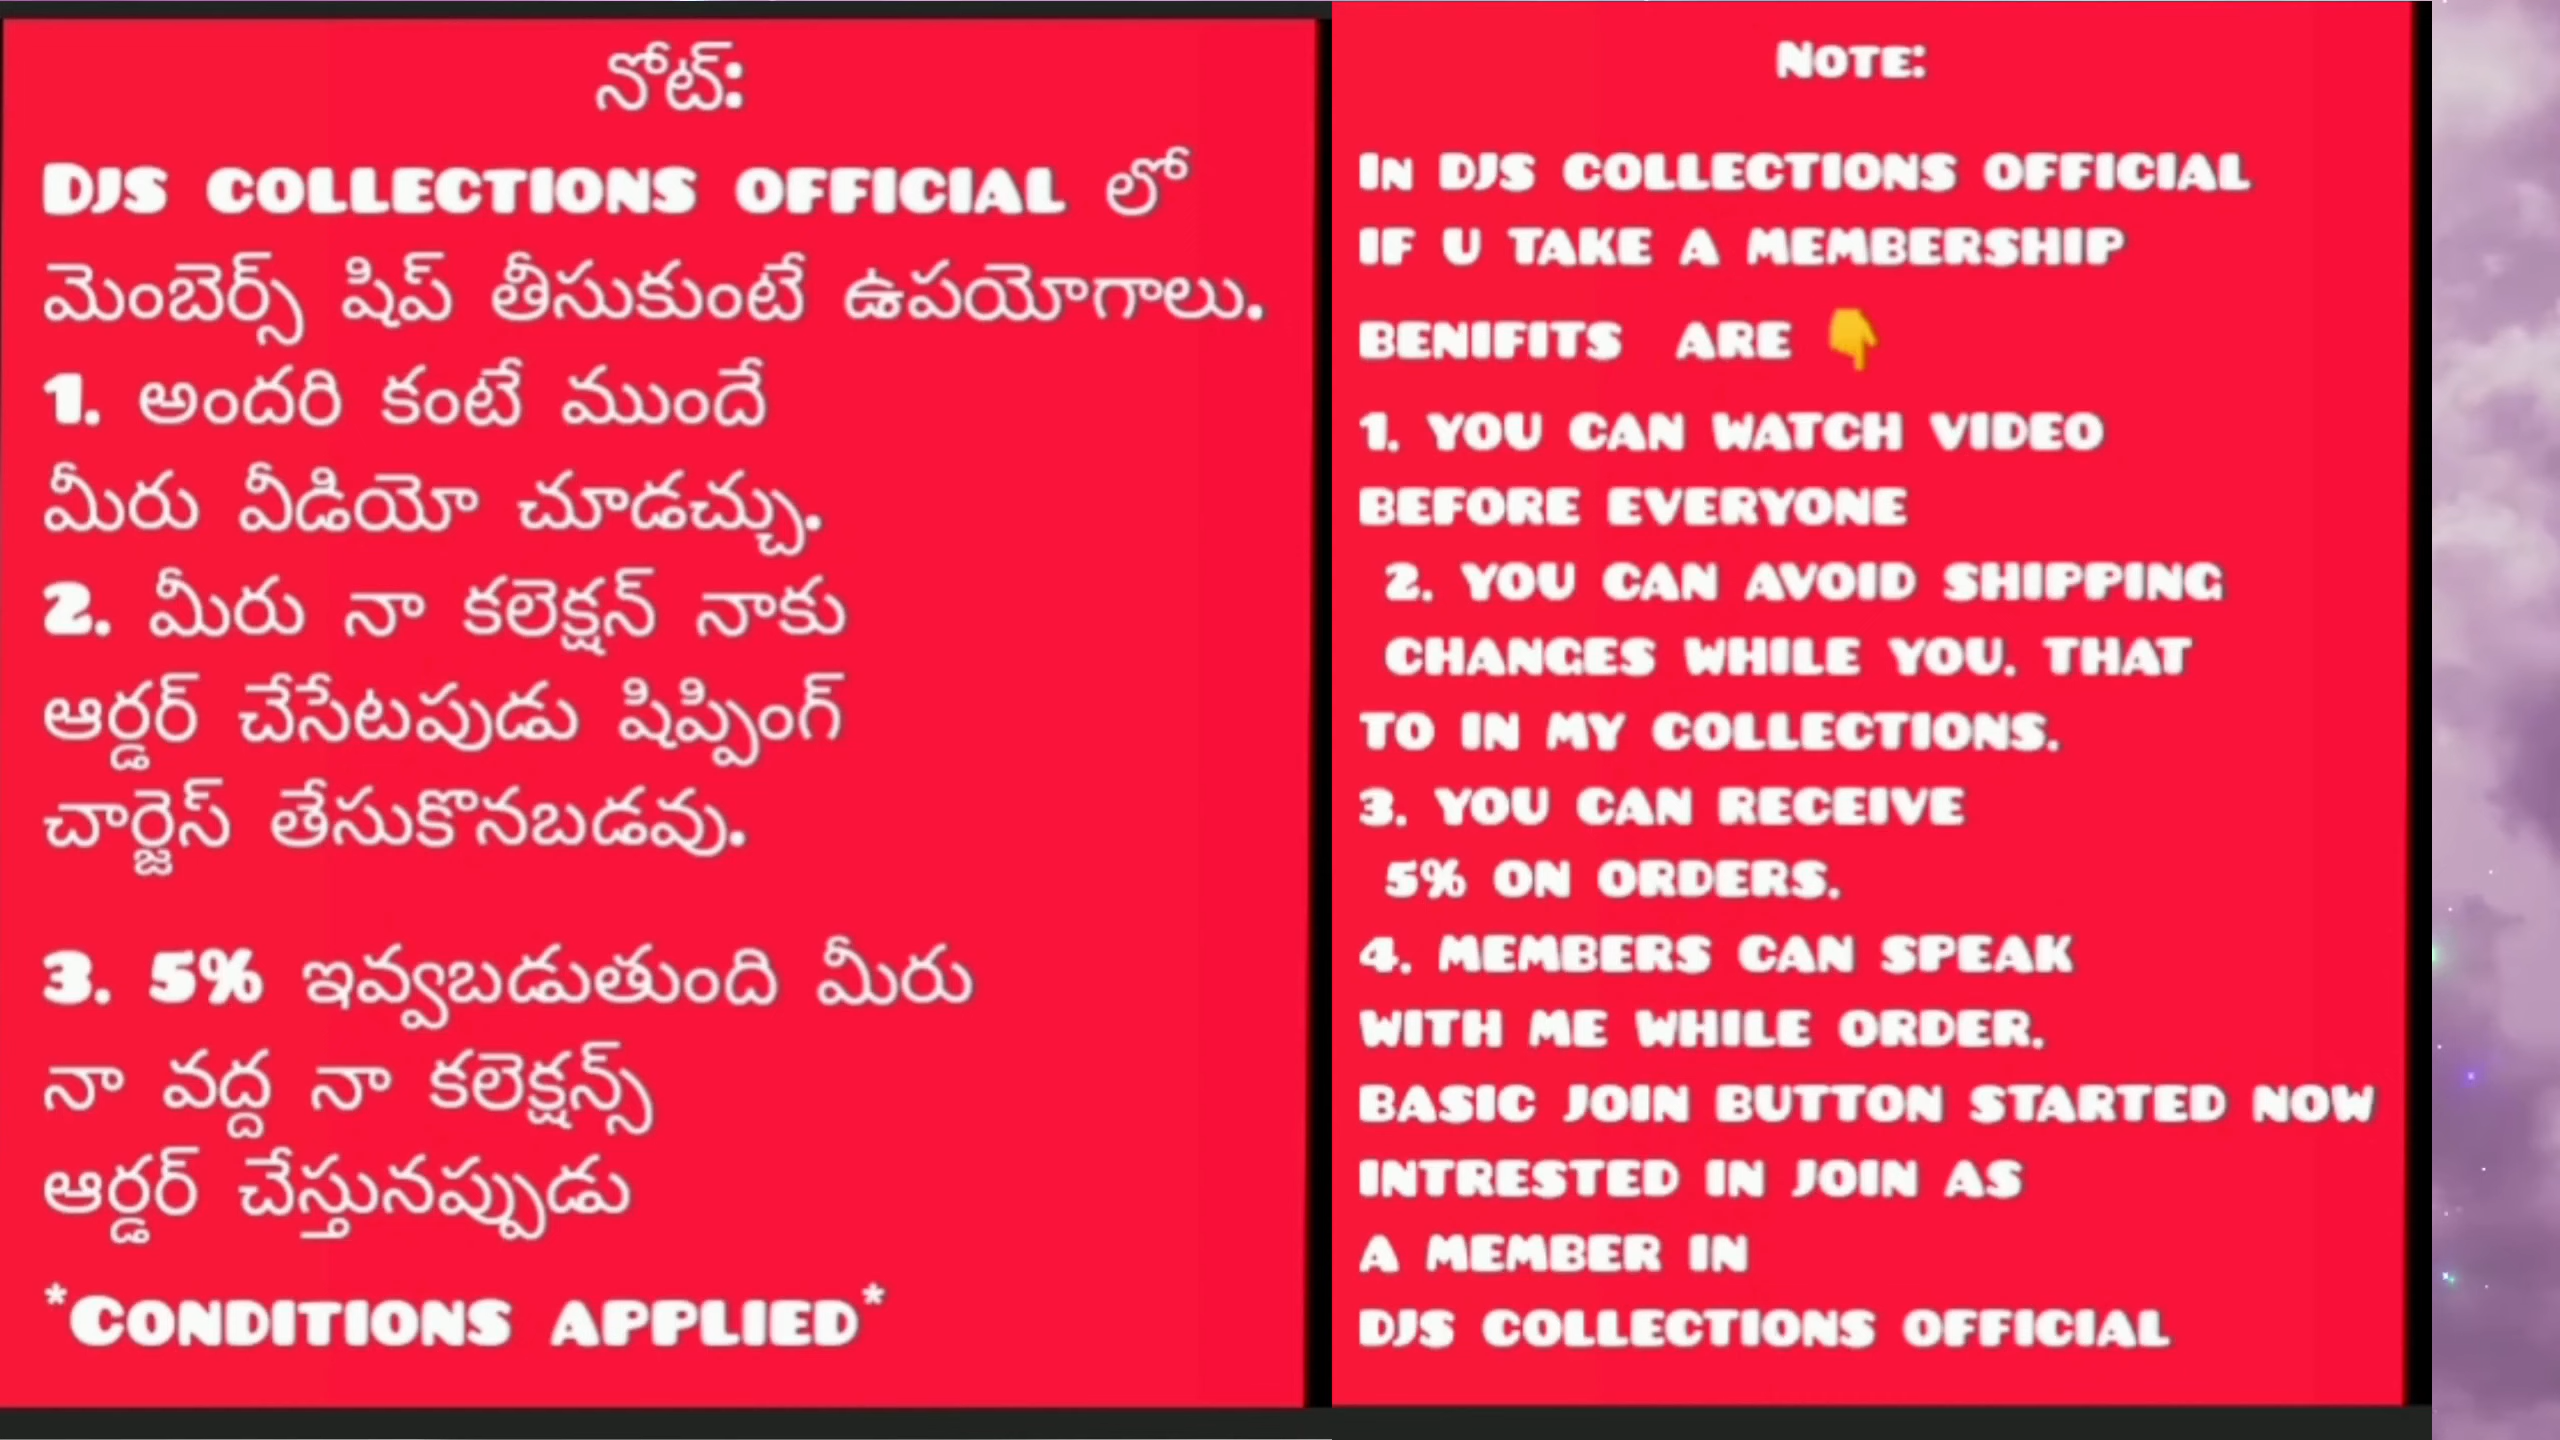 నోట్:
DJS COLLECTIONS OFFICIAL లో
మెంబెర్స్ షిప్ తీసుకుంటే ఉపయోగాలు.
1. అందరి కంటే ముందే
మీరు వీడియో చూడచ్చు.
2. మీరు నా కలెక్షన్ నాకు
ఆర్డర్ చేసేటపుడు షిప్పింగ్
చార్జెస్ తేసుకొనబడవు.
3. 5% ఇవ్వబడుతుంది మీరు
నా వద్ద నా కలెక్షన్స్
ఆర్డర్ చేస్తునప్పుడు
*CONDITIONS APPLIED*
NOTE:
IN DJS COLLECTIONS OFFICIAL
IF U TAKE A MEMBERSHIP
BENIFITS ARE 👇
1. YOU CAN WATCH VIDEO
BEFORE EVERYONE
2. YOU CAN AVOID SHIPPING
CHANGES WHILE YOU. THAT
TO IN MY COLLECTIONS.
3. YOU CAN RECEIVE
5% ON ORDERS.
4. MEMBERS CAN SPEAK
WITH ME WHILE ORDER.
BASIC JOIN BUTTON STARTED NOW
INTRESTED IN JOIN AS
A MEMBER IN
DJS COLLECTIONS OFFICIAL